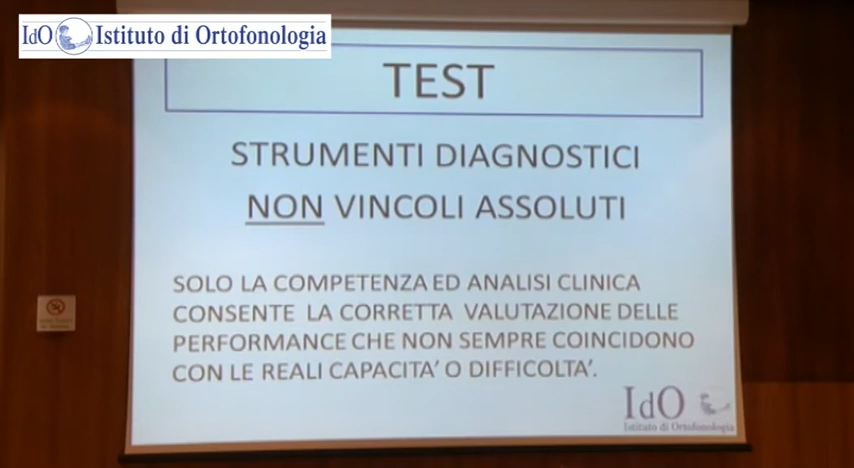 IdO Istituto di Ortofonologia
TEST
STRUMENTI DIAGNOSTICI
NON VINCOLI ASSOLUTI
SOLO LA COMPETENZA ED ANALISI CLINICA
CONSENTE LA CORRETTA VALUTAZIONE DELLE
PERFORMANCE CHE NON SEMPRE COINCIDONO
CON LE REALI CAPACITA’ O DIFFICOLTA’.
IdO
Istituto di Ortofonologia